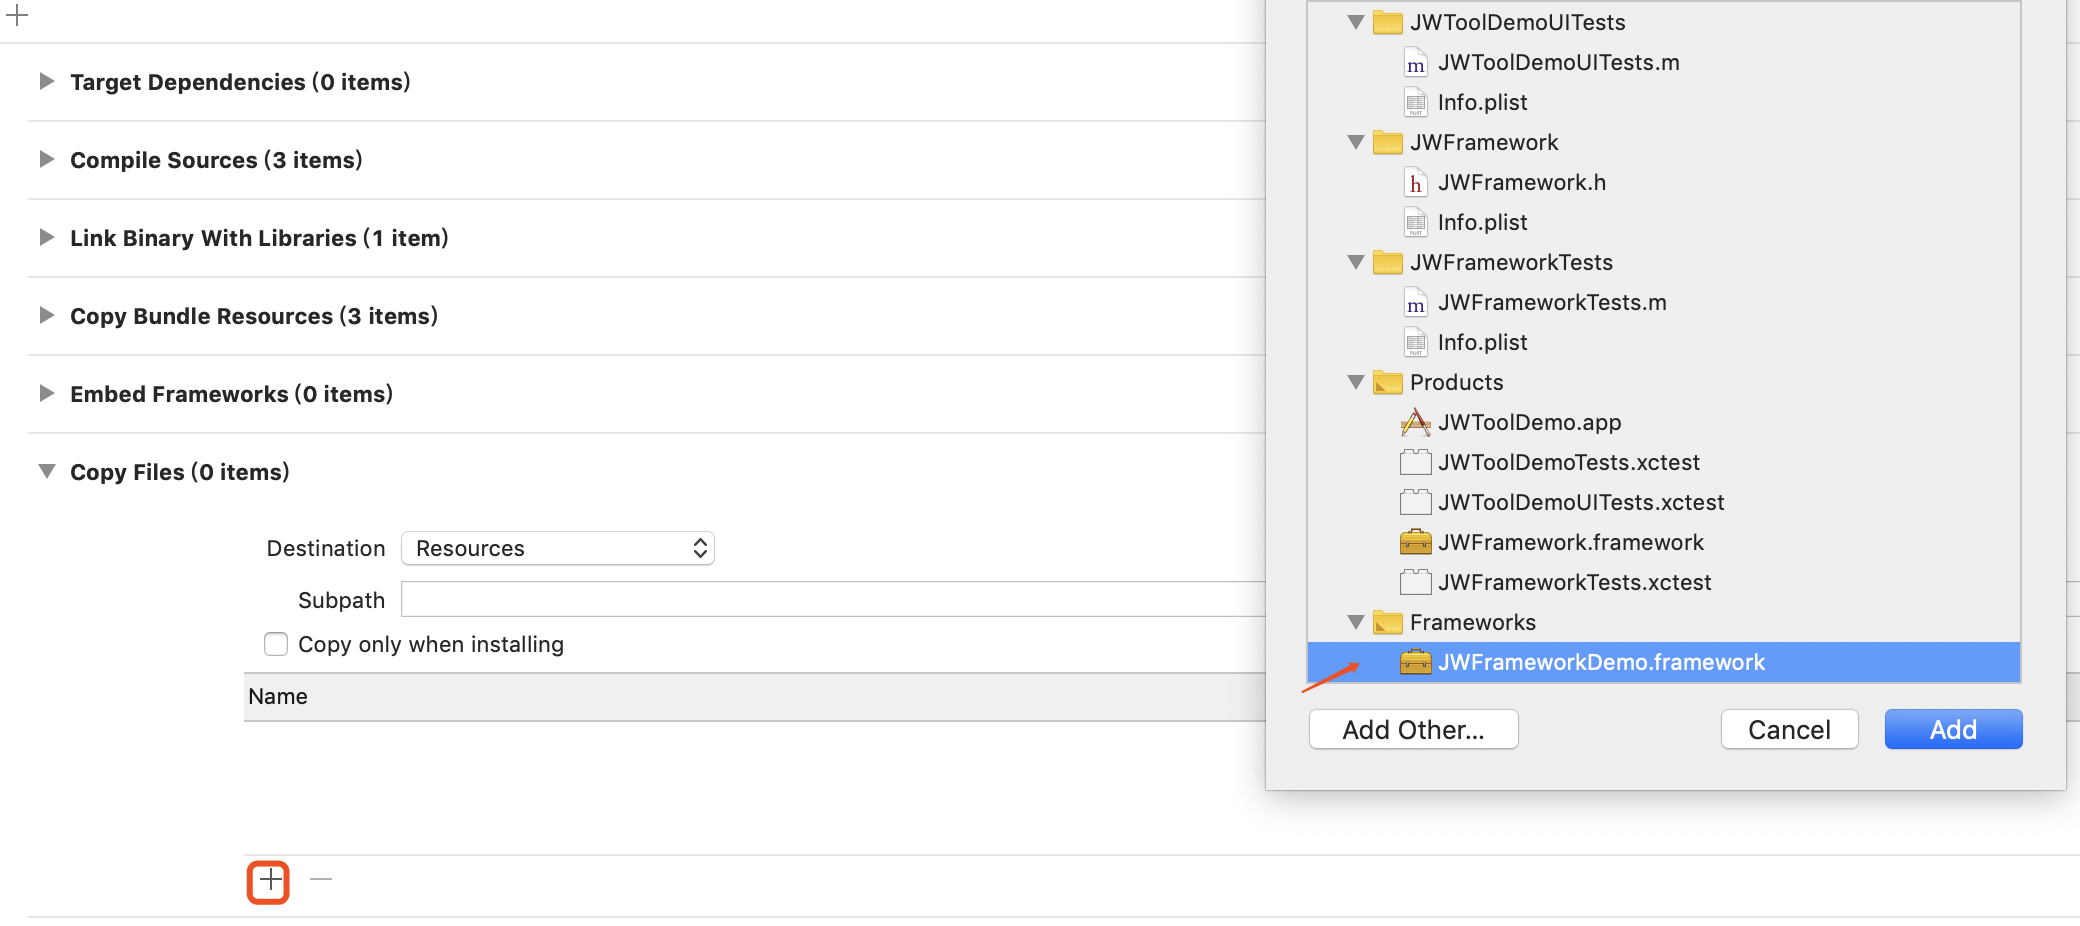 Target Dependencies (0 items)
Compile Sources (3 items)
Link Binary With Libraries (1 item)
Copy Bundle Resources (3 items)
Embed Frameworks (0 items)
Copy Files (0 items)
Destination Resources
Subpath
Copy only when installing
Name
JWToolDemoUITests
m JWToolDemoUITests.m
PLIST Info.plist
JWFramework
h JWFramework.h
PLIST Info.plist
JWFrameworkTests
m JWFrameworkTests.m
PLIST Info.plist
Products
JWToolDemo.app
JWToolDemoTests.xctest
JWToolDemoUITests.xctest
JWFramework.framework
JWFrameworkTests.xctest
Frameworks
JWFrameworkDemo.framework
Add Other... Cancel Add